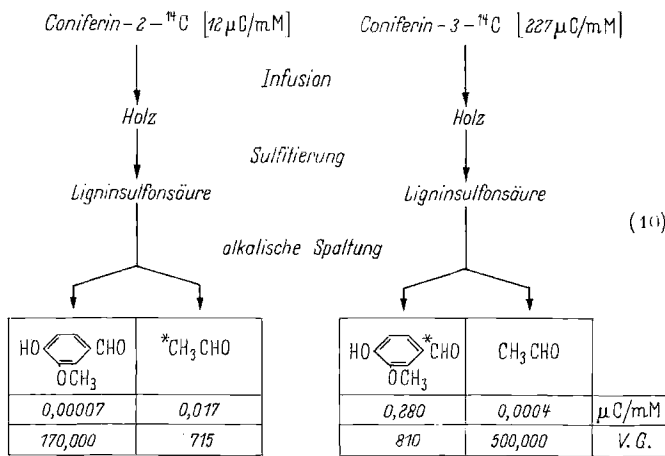 Coniferin-2-¹⁴C [12 µC/mM] Coniferin-3-¹⁴C [227 µC/mM]
Infusion
Holz Holz
Sulfitierung
Ligninsulfonsäure Ligninsulfonsäure
(10)
alkalische Spaltung
HO CHO *CH₃CHO HO *CHO CH₃CHO
OCH₃ OCH₃
0,00007 0,017 0,280 0,0004 µC/mM
170,000 715 810 500,000 V. G.